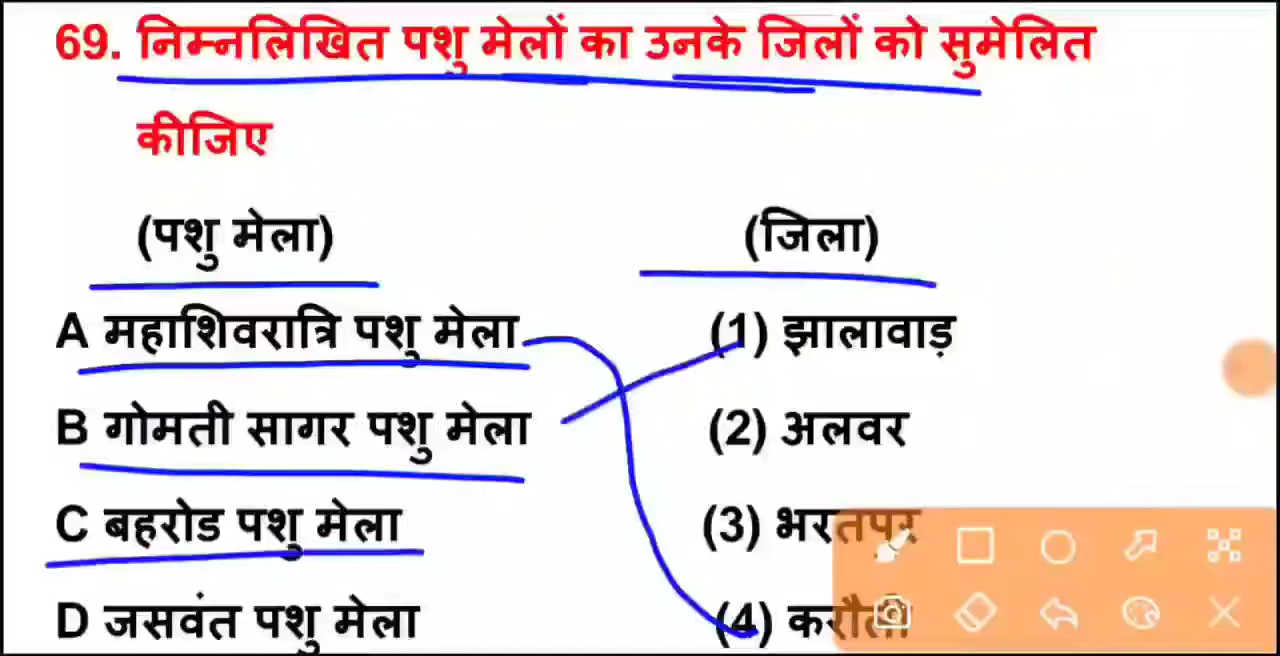 69. निम्नलिखित पशु मेलों का उनके जिलों को सुमेलित
कीजिए
(पशु मेला) (जिला)
A महाशिवरात्रि पशु मेला (1) झालावाड़
B गोमती सागर पशु मेला (2) अलवर
C बहरोड पशु मेला (3) भरतपुर
D जसवंत पशु मेला (4) करौली